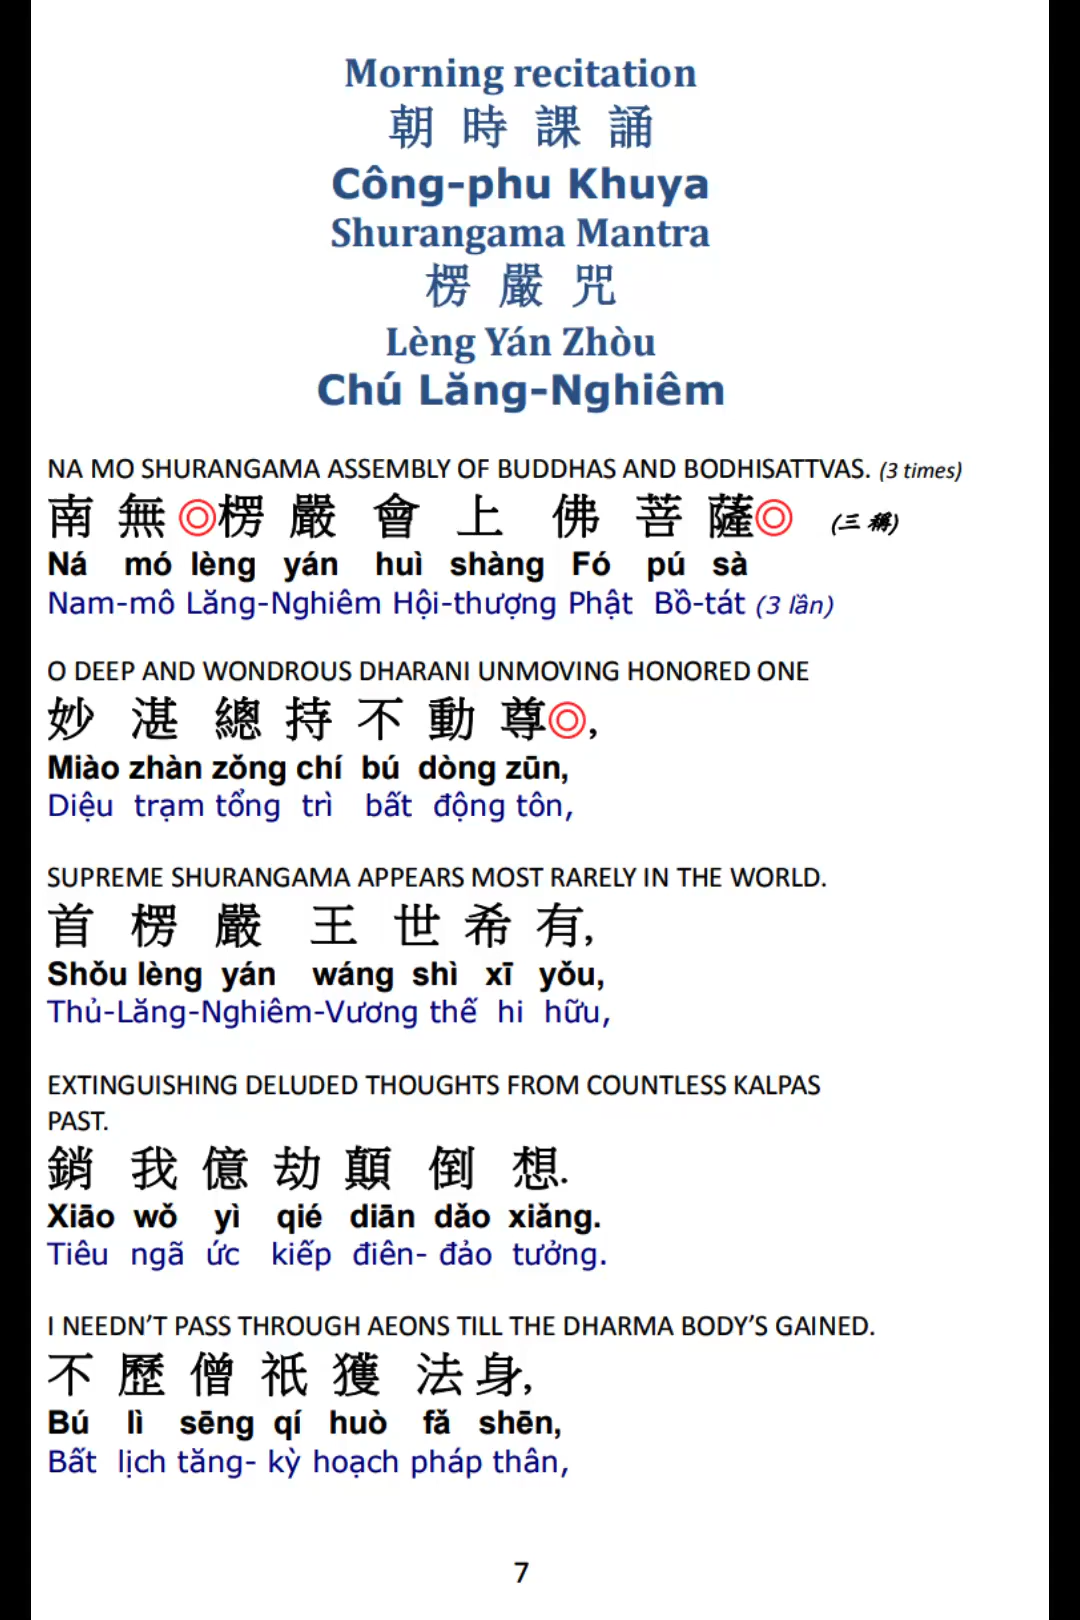 Morning recitation
朝 時 課 誦
Công-phu Khuya
Shurangama Mantra
楞 嚴 咒
Lèng Yán Zhòu
Chú Lăng-Nghiêm
NA MO SHURANGAMA ASSEMBLY OF BUDDHAS AND BODHISATTVAS. (3 times)
南 無 ◎楞 嚴 會 上 佛 菩 薩◎ (三 稱)
Ná mó lèng yán huì shàng Fó pú sà
Nam-mô Lăng-Nghiêm Hội-thượng Phật Bồ-tát (3 lần)
O DEEP AND WONDROUS DHARANI UNMOVING HONORED ONE
妙 湛 總 持 不 動 尊◎,
Miào zhàn zǒng chí bú dòng zūn,
Diệu trạm tổng trì bất động tôn,
SUPREME SHURANGAMA APPEARS MOST RARELY IN THE WORLD.
首 楞 嚴 王 世 希 有,
Shǒu lèng yán wáng shì xī yǒu,
Thủ-Lăng-Nghiêm-Vương thế hi hữu,
EXTINGUISHING DELUDED THOUGHTS FROM COUNTLESS KALPAS
PAST.
銷 我 億 劫 顛 倒 想.
Xiāo wǒ yì qié diān dǎo xiǎng.
Tiêu ngã ức kiếp điên- đảo tưởng.
I NEEDN'T PASS THROUGH AEONS TILL THE DHARMA BODY'S GAINED.
不 歷 僧 祇 獲 法 身,
Bú lì sēng qí huò fǎ shēn,
Bất lịch tăng- kỳ hoạch pháp thân,
7